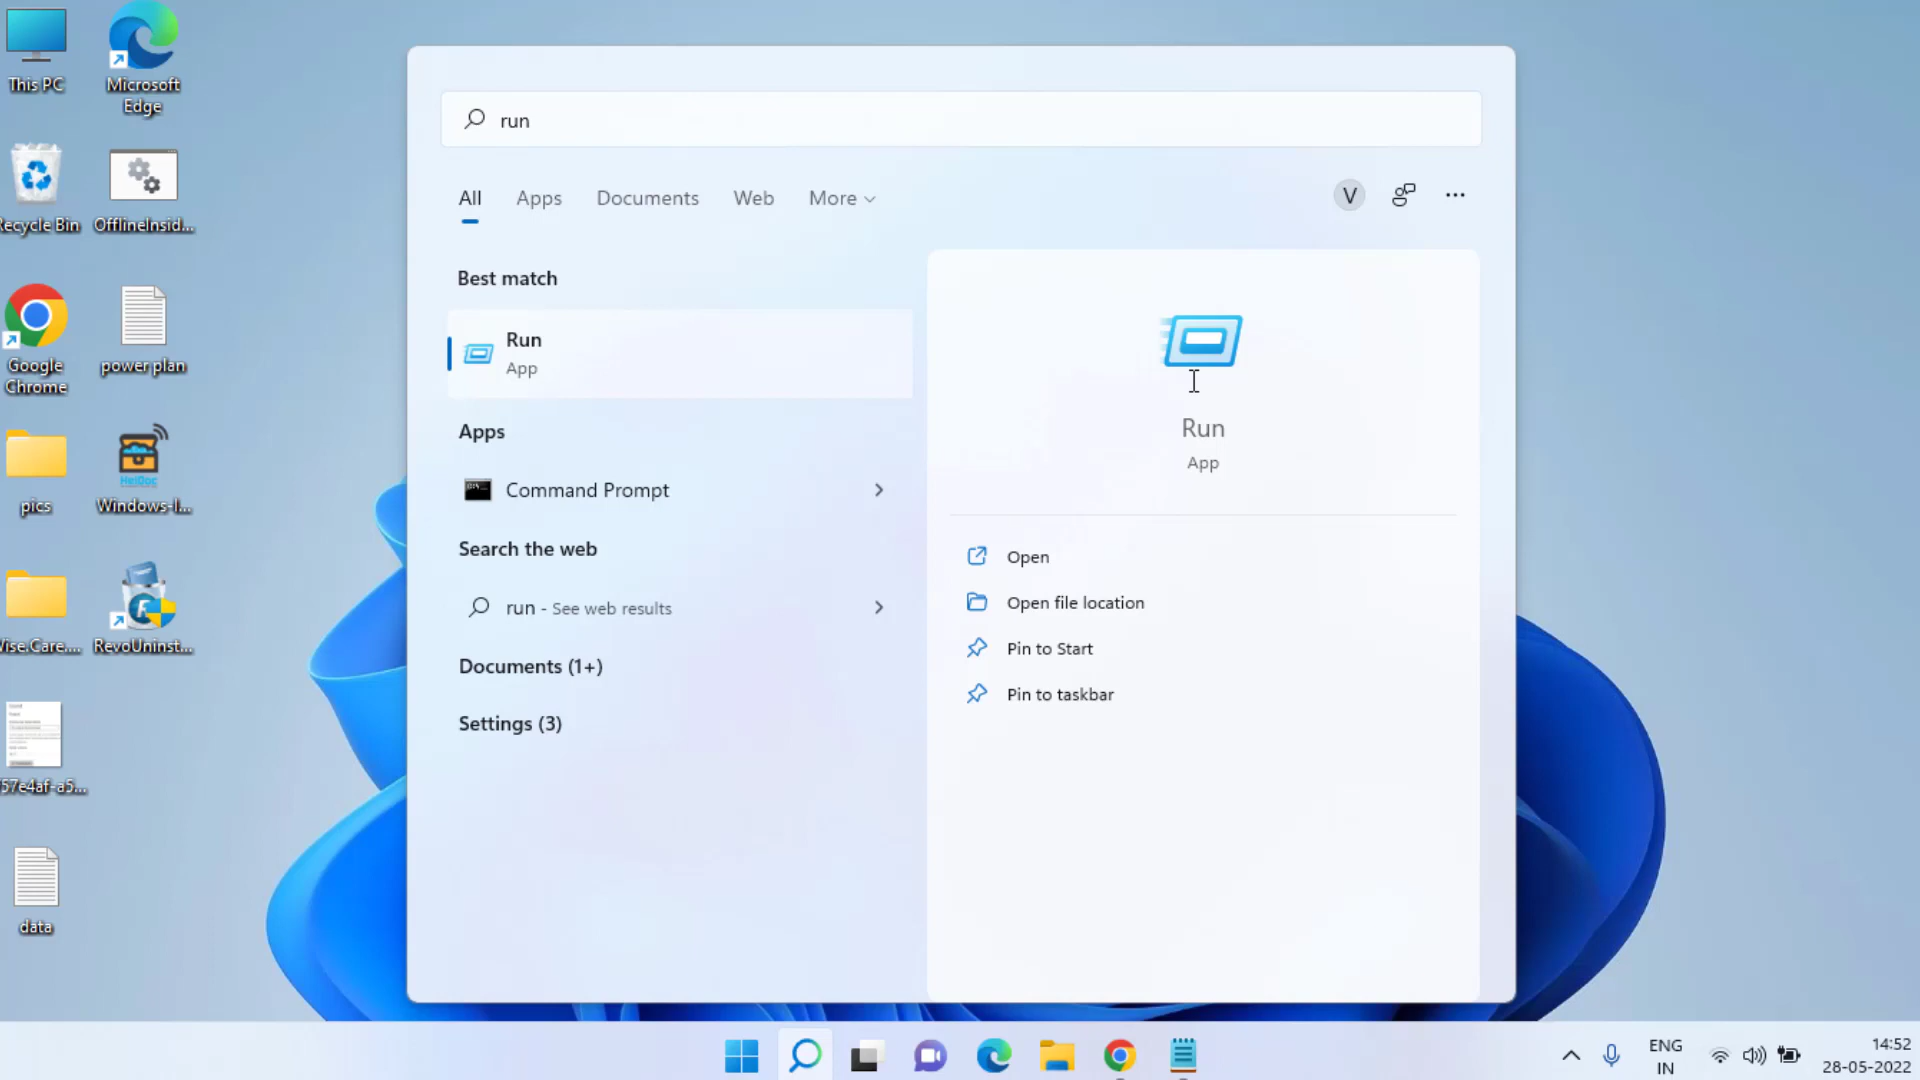 This PC
Microsoft
Edge
Recycle Bin
OfflineInsid...
Google
Chrome
power plan
pics
HeiDoc
Windows-I...
Wise.Care....
RevoUninst...
57e4af-a5...
data
run
All Apps Documents Web More
V
Best match
Run
App
Apps
Command Prompt
Search the web
run - See web results
Documents (1+)
Settings (3)
Run
App
Open
Open file location
Pin to Start
Pin to taskbar
ENG
IN
14:52
28-05-2022